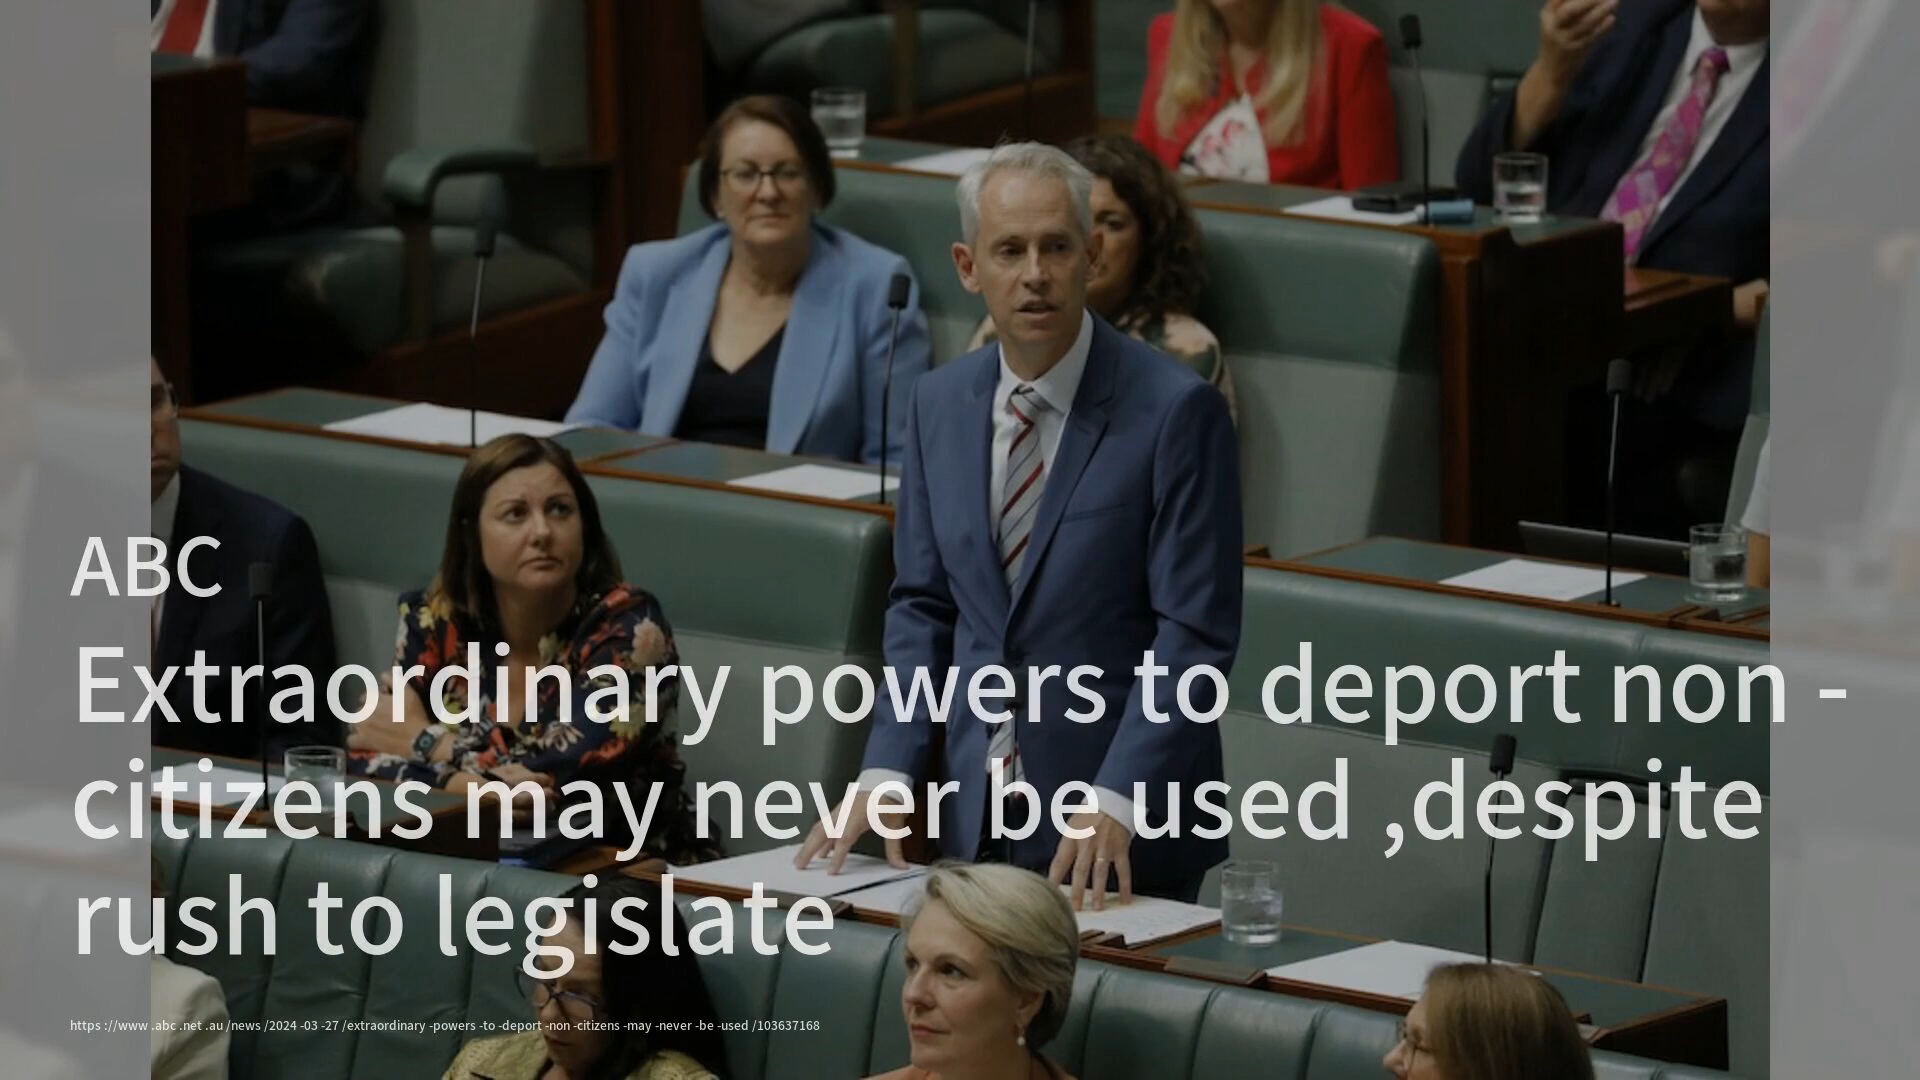 ABC
Extraordinary powers to deport non -
citizens may never be used ,despite
rush to legislate
https ://www .abc .net .au /news /2024 -03 -27 /extraordinary -powers -to -deport -non -citizens -may -never -be -used /103637168